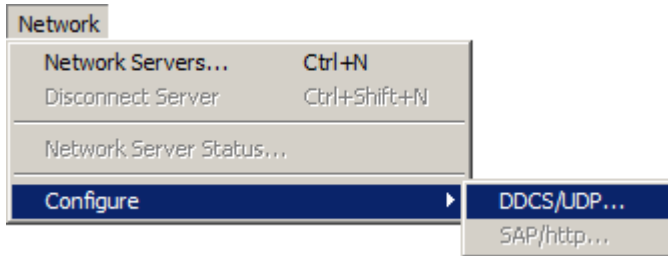 Network
Network Servers... Ctrl+N
Disconnect Server Ctrl+Shift+N
Network Server Status...
Configure DDCS/UDP...
SAP/http...